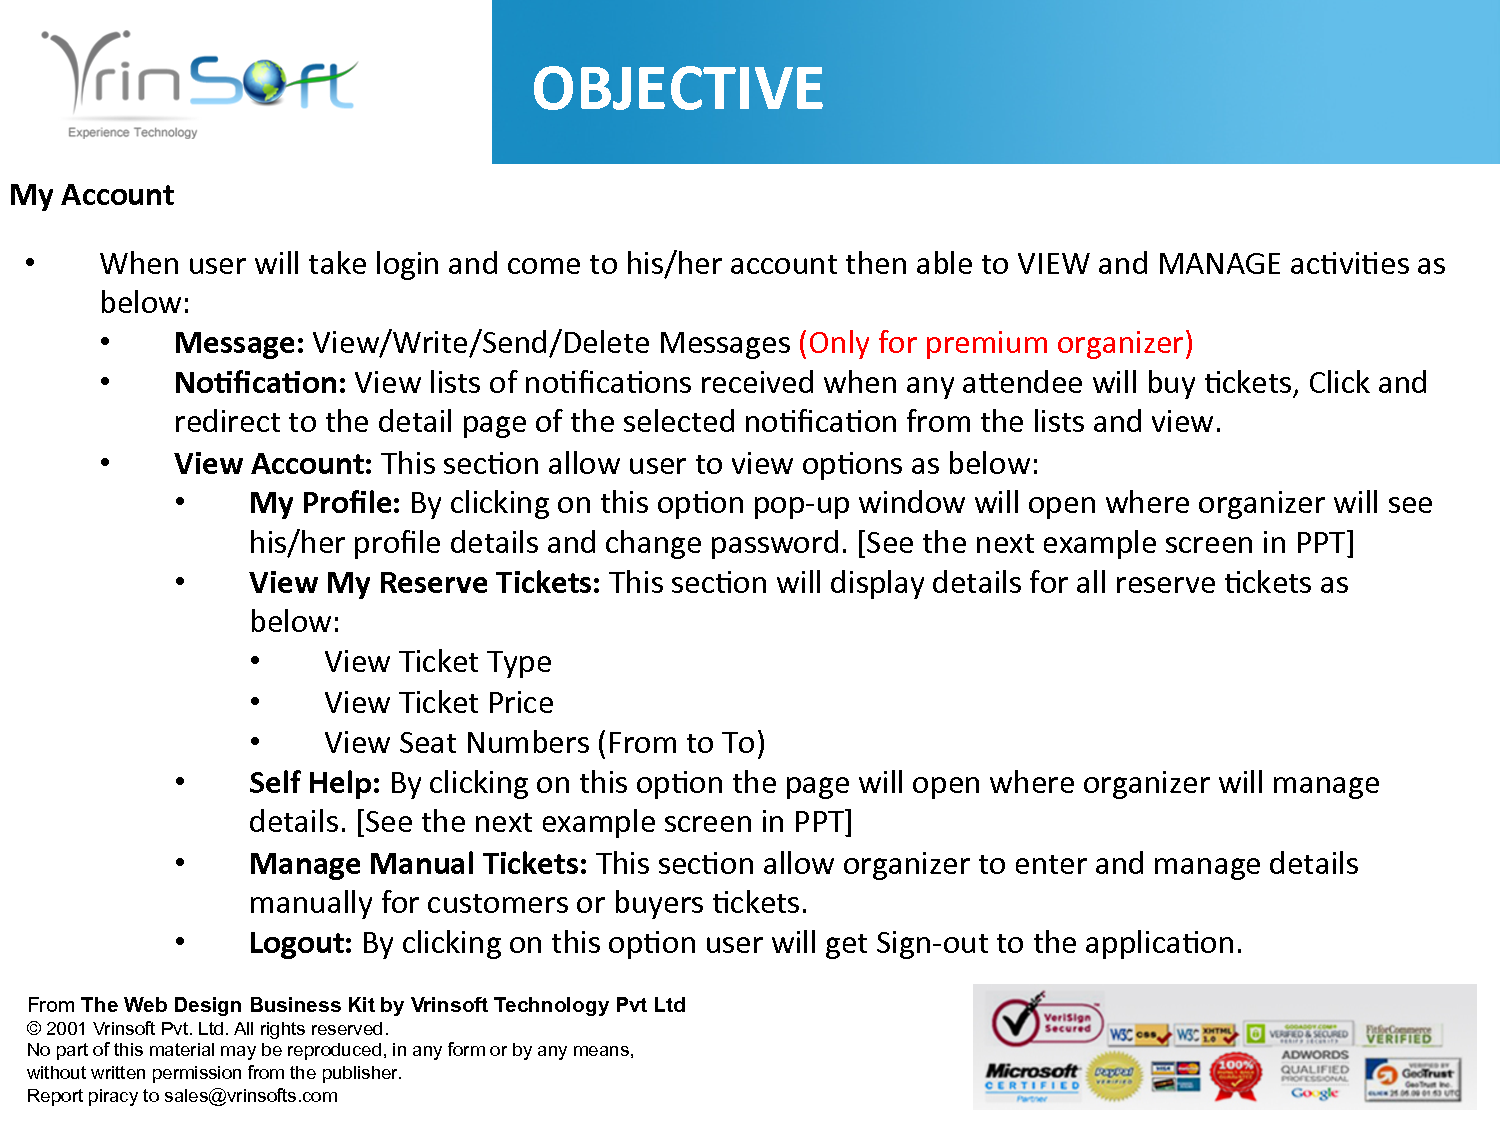 VrinSoft
Experience Technology
OBJECTIVE
My Account
• When user will take login and come to his/her account then able to VIEW and MANAGE activities as
below:
• Message: View/Write/Send/Delete Messages (Only for premium organizer)
• Notification: View lists of notifications received when any attendee will buy tickets, Click and
redirect to the detail page of the selected notification from the lists and view.
• View Account: This section allow user to view options as below:
• My Profile: By clicking on this option pop-up window will open where organizer will see
his/her profile details and change password. [See the next example screen in PPT]
• View My Reserve Tickets: This section will display details for all reserve tickets as
below:
• View Ticket Type
• View Ticket Price
• View Seat Numbers (From to To)
• Self Help: By clicking on this option the page will open where organizer will manage
details. [See the next example screen in PPT]
• Manage Manual Tickets: This section allow organizer to enter and manage details
manually for customers or buyers tickets.
• Logout: By clicking on this option user will get Sign-out to the application.
From The Web Design Business Kit by Vrinsoft Technology Pvt Ltd
© 2001 Vrinsoft Pvt. Ltd. All rights reserved.
No part of this material may be reproduced, in any form or by any means,
without written permission from the publisher.
Report piracy to sales@vrinsofts.com
VeriSign
Secured
W3C CSS
W3C XHTML 1.0
VERIFIED & SECURED
VERIFY SECURITY
FitforCommerce
VERIFIED
Microsoft
CERTIFIED
Partner
PayPal
VERIFIED
100%
ADWORDS
QUALIFIED
PROFESSIONAL
Google
VERIFIED BY
GeoTrust
GeoTrust Inc.